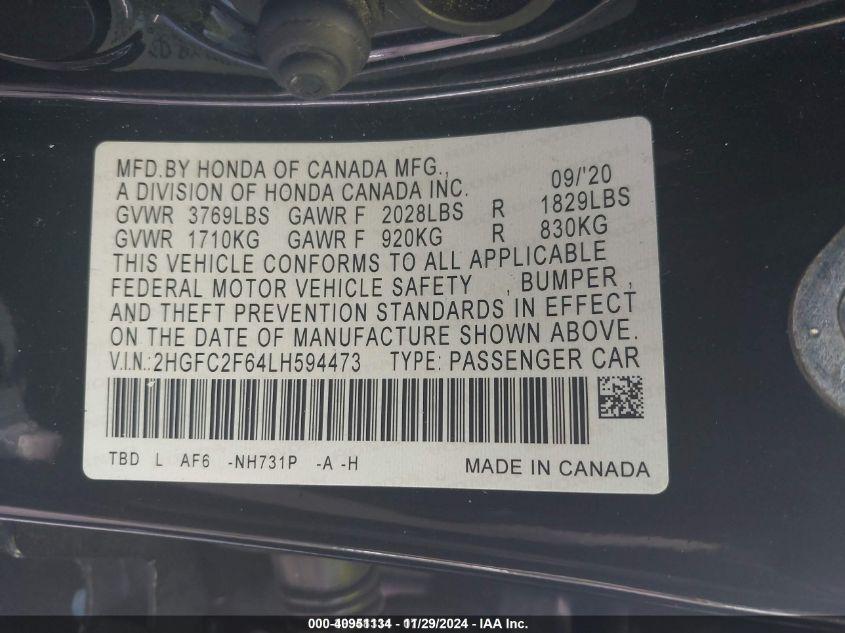 MFD.BY HONDA OF CANADA MFG.,
A DIVISION OF HONDA CANADA INC. 09/'20
GVWR 3769LBS GAWR F 2028LBS R 1829LBS
GVWR 1710KG GAWR F 920KG R 830KG
THIS VEHICLE CONFORMS TO ALL APPLICABLE
FEDERAL MOTOR VEHICLE SAFETY , BUMPER ,
AND THEFT PREVENTION STANDARDS IN EFFECT
ON THE DATE OF MANUFACTURE SHOWN ABOVE.
V.I.N.: 2HGFC2F64LH594473 TYPE: PASSENGER CAR
TBD L AF6 -NH731P -A -H MADE IN CANADA
000-40951134 - 11/29/2024 - IAA Inc.